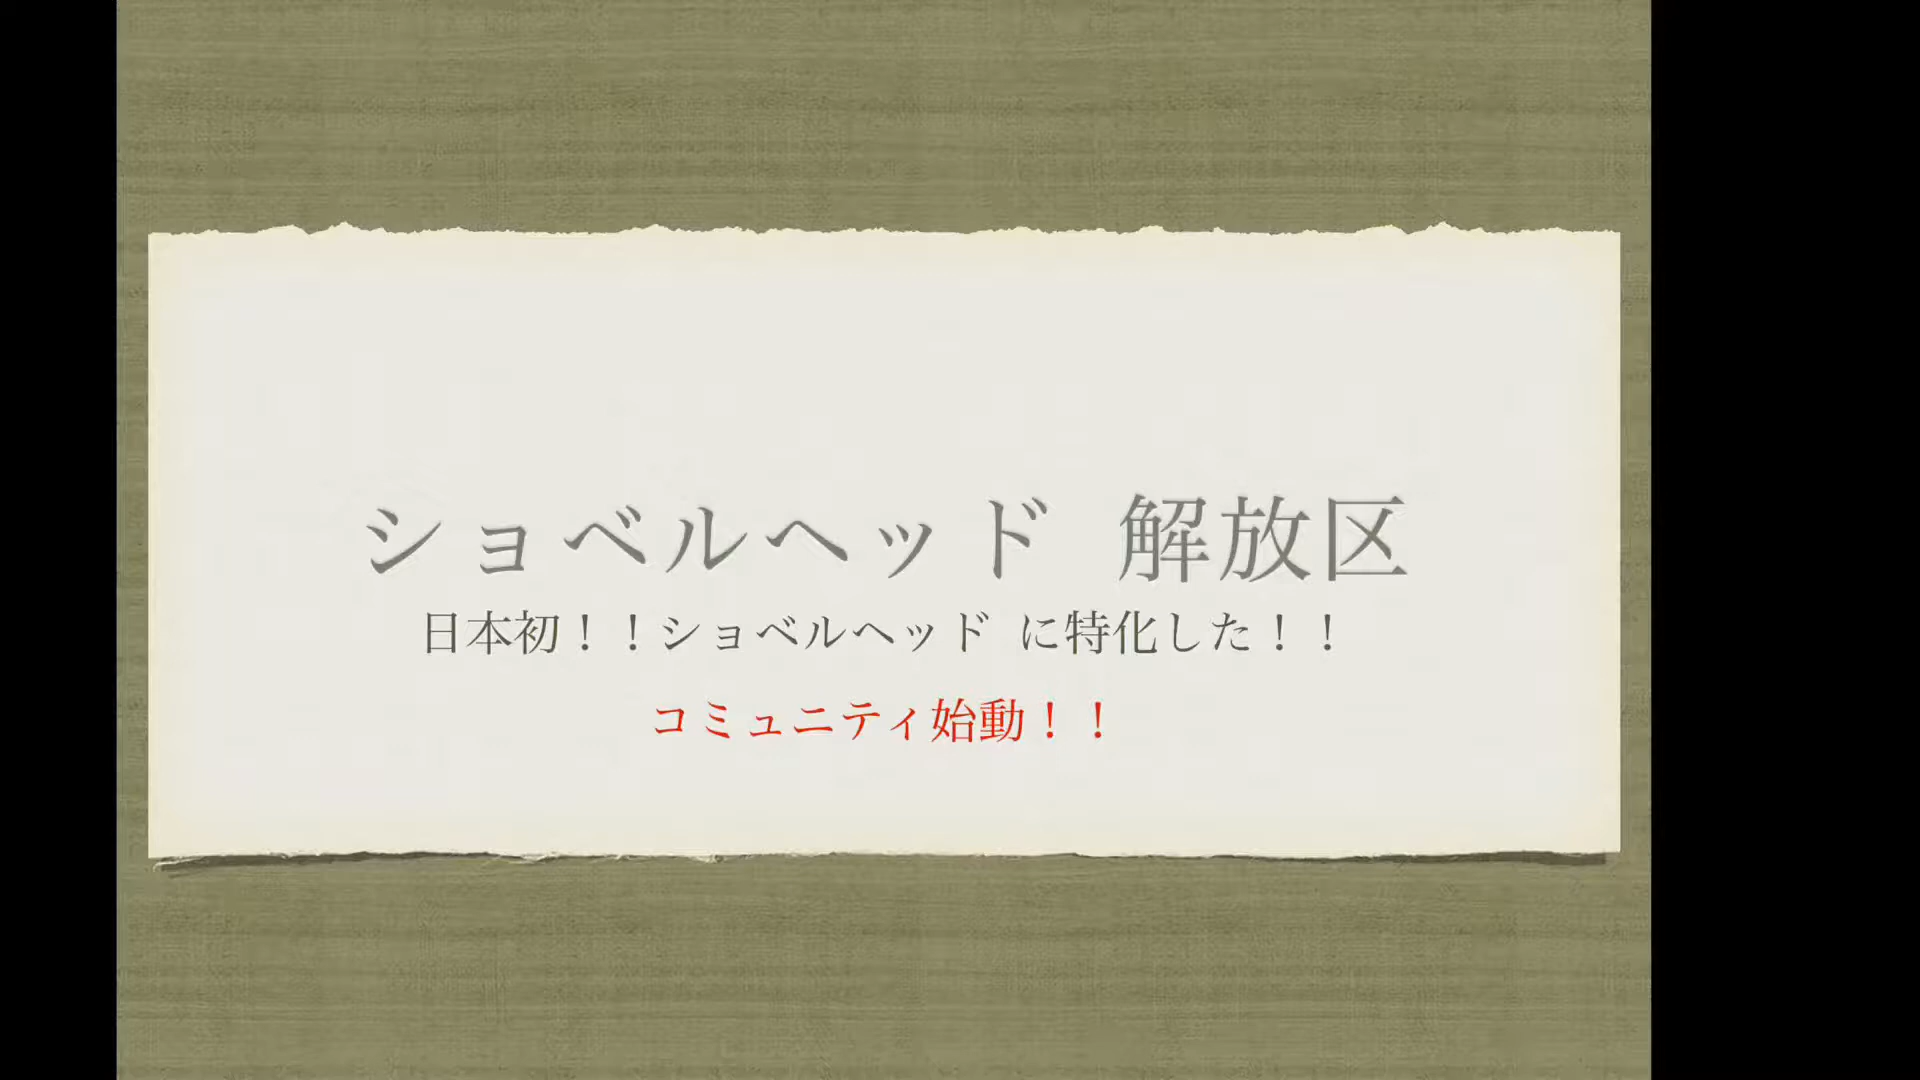 ショベルヘッド 解放区
日本初！！ショベルヘッド に特化した！！
コミュニティ始動！！